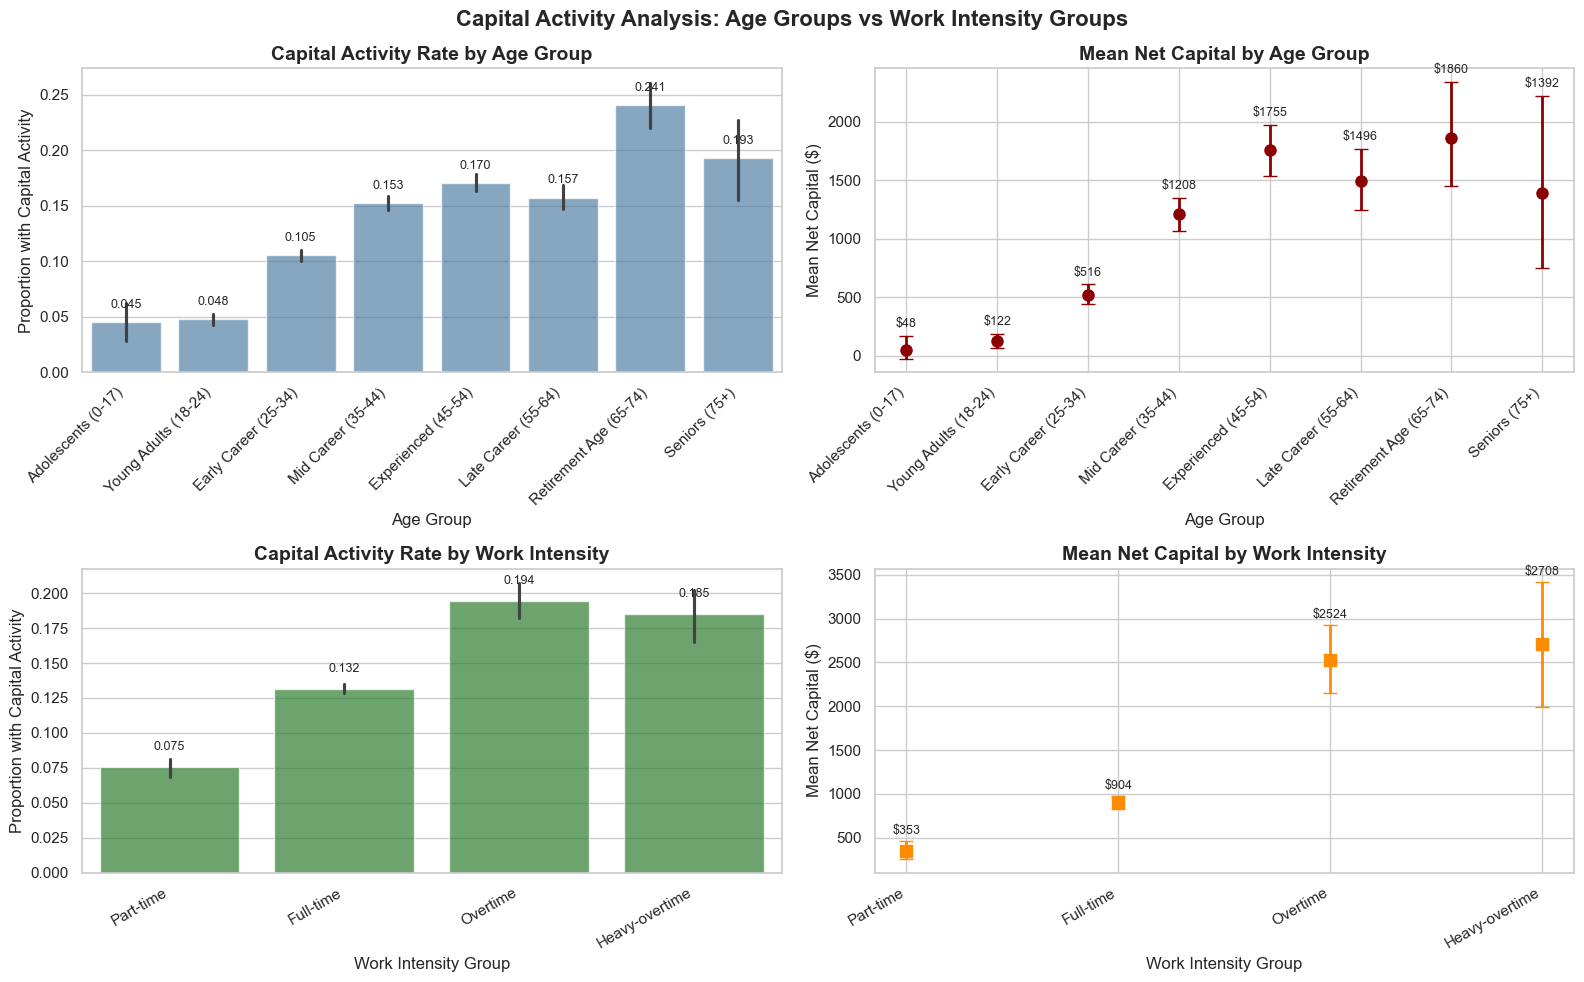 Capital Activity Analysis: Age Groups vs Work Intensity Groups
Capital Activity Rate by Age Group
Proportion with Capital Activity
0.25
0.20
0.15
0.10
0.05
0.00
0.045
0.048
0.105
0.153
0.170
0.157
0.241
0.193
Adolescents (0-17)
Young Adults (18-24)
Early Career (25-34)
Mid Career (35-44)
Experienced (45-54)
Late Career (55-64)
Retirement Age (65-74)
Seniors (75+)
Age Group
Mean Net Capital by Age Group
Mean Net Capital ($)
2000
1500
1000
500
0
$48
$122
$516
$1208
$1755
$1496
$1860
$1392
Adolescents (0-17)
Young Adults (18-24)
Early Career (25-34)
Mid Career (35-44)
Experienced (45-54)
Late Career (55-64)
Retirement Age (65-74)
Seniors (75+)
Age Group
Capital Activity Rate by Work Intensity
Proportion with Capital Activity
0.200
0.175
0.150
0.125
0.100
0.075
0.050
0.025
0.000
0.075
0.132
0.194
0.185
Part-time
Full-time
Overtime
Heavy-overtime
Work Intensity Group
Mean Net Capital by Work Intensity
Mean Net Capital ($)
3500
3000
2500
2000
1500
1000
500
$353
$904
$2524
$2708
Part-time
Full-time
Overtime
Heavy-overtime
Work Intensity Group